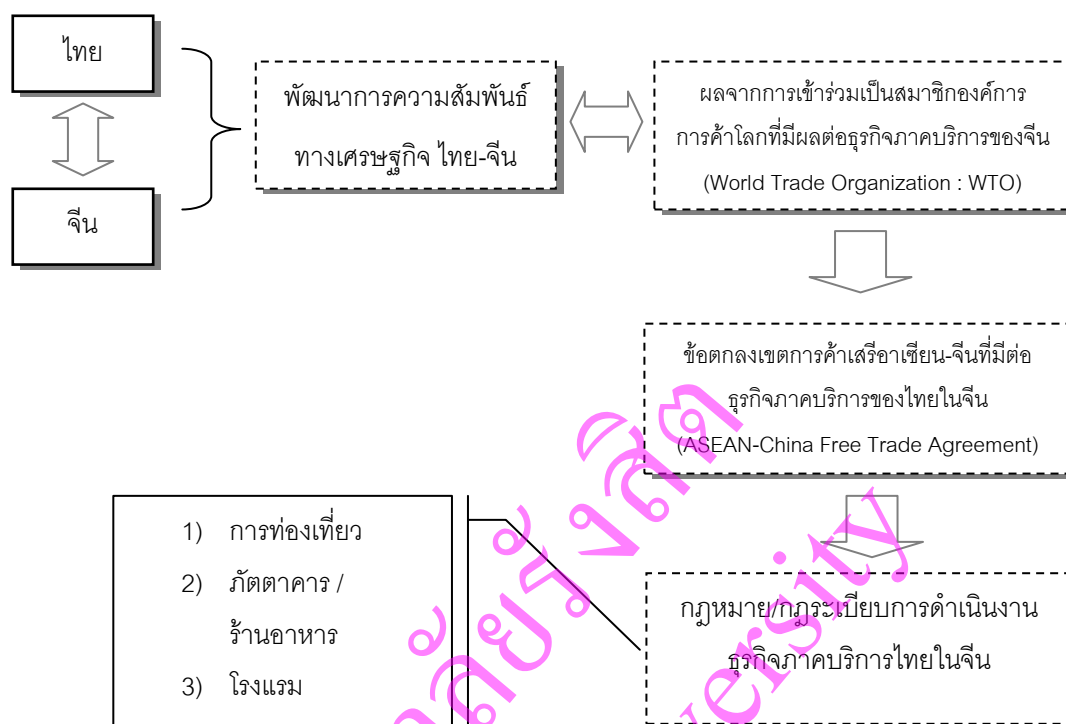 ไทย
จีน
พัฒนาการความสัมพันธ์
ทางเศรษฐกิจ ไทย-จีน
ผลจากการเข้าร่วมเป็นสมาชิกองค์การ
การค้าโลกที่มีผลต่อธุรกิจภาคบริการของจีน
(World Trade Organization : WTO)
ข้อตกลงเขตการค้าเสรีอาเซียน-จีนที่มีต่อ
ธุรกิจภาคบริการของไทยในจีน
(ASEAN-China Free Trade Agreement)
กฎหมาย/กฎระเบียบการดำเนินงาน
ธุรกิจภาคบริการไทยในจีน
1) การท่องเที่ยว
2) ภัตตาคาร /
ร้านอาหาร
3) โรงแรม
ลัยรังสิต
versity